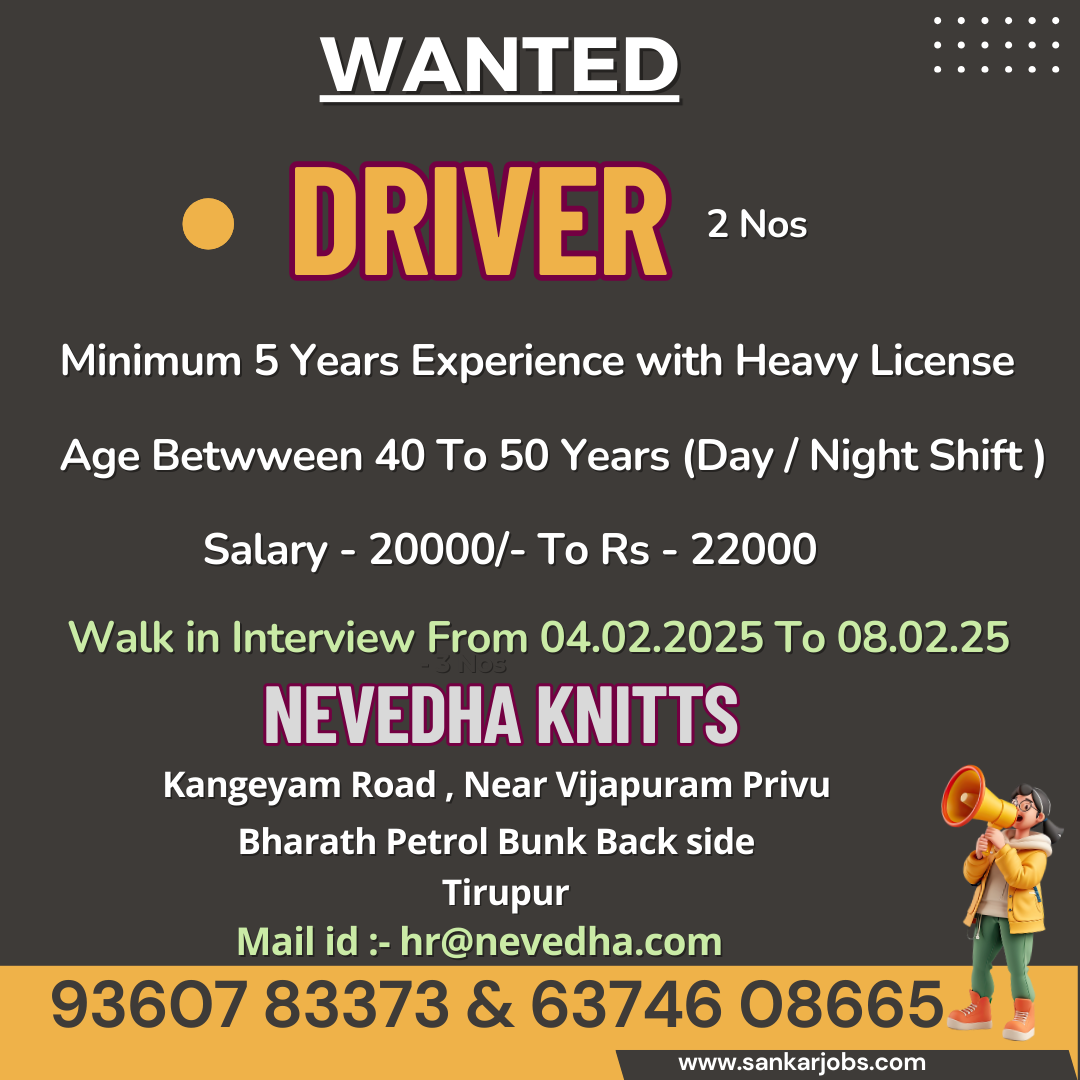 WANTED
DRIVER 2 Nos
Minimum 5 Years Experience with Heavy License
Age Betwween 40 To 50 Years (Day / Night Shift )
Salary - 20000/- To Rs - 22000
Walk in Interview From 04.02.2025 To 08.02.25
- 3 Nos
NEVEDHA KNITTS
Kangeyam Road , Near Vijapuram Privu
Bharath Petrol Bunk Back side
Tirupur
Mail id :- hr@nevedha.com
93607 83373 & 63746 08665
www.sankarjobs.com